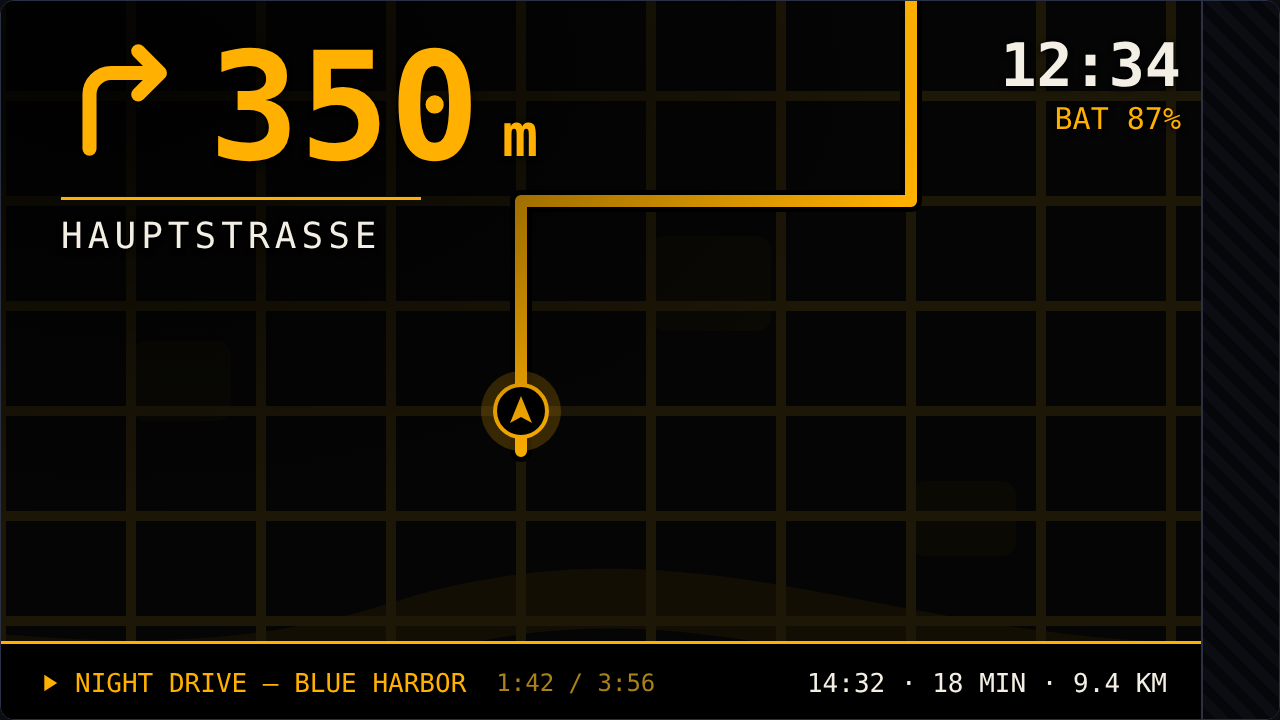 350 m
HAUPTSTRASSE
12:34
BAT 87%
NIGHT DRIVE — BLUE HARBOR 1:42 / 3:56
14:32 · 18 MIN · 9.4 KM